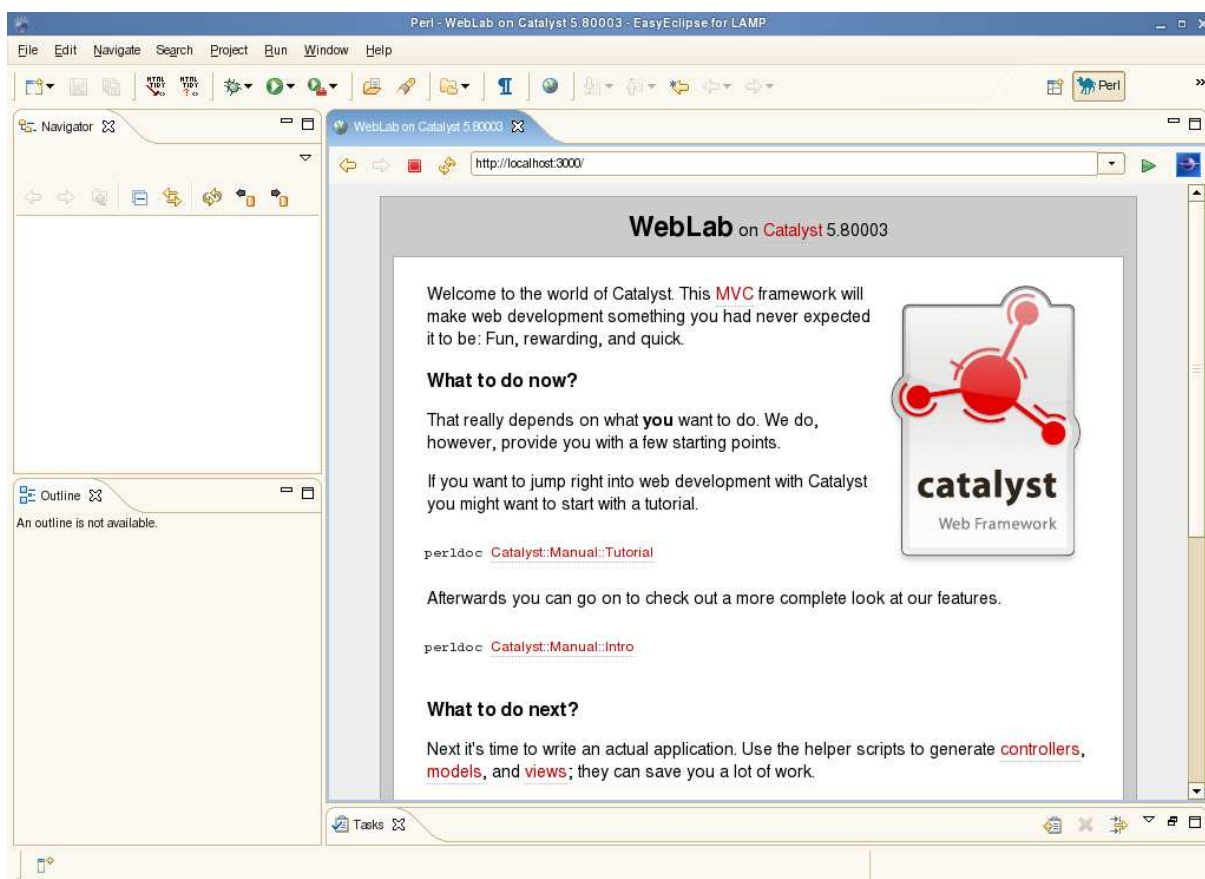 Perl - WebLab on Catalyst 5.80003 - EasyEclipse for LAMP
File Edit Navigate Search Project Run Window Help
HTML TIDY HTML TIDY ? Perl »
Navigator
WebLab on Catalyst 5.80003
http://localhost:3000/
WebLab on Catalyst 5.80003
Welcome to the world of Catalyst. This MVC framework will
make web development something you had never expected
it to be: Fun, rewarding, and quick.
What to do now?
That really depends on what you want to do. We do,
however, provide you with a few starting points.
If you want to jump right into web development with Catalyst
you might want to start with a tutorial.
perldoc Catalyst::Manual::Tutorial
catalyst
Web Framework
Afterwards you can go on to check out a more complete look at our features.
perldoc Catalyst::Manual::Intro
What to do next?
Next it's time to write an actual application. Use the helper scripts to generate controllers,
models, and views; they can save you a lot of work.
Outline
An outline is not available.
Tasks